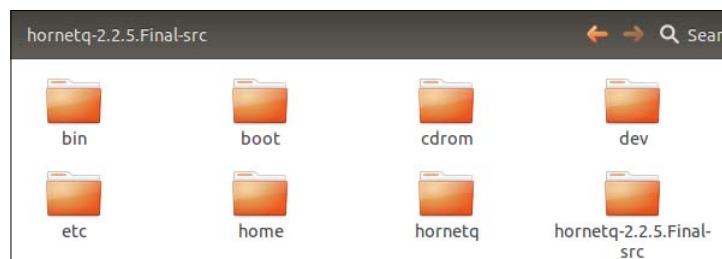 hornetq-2.2.5.Final-src
Sear
bin boot cdrom dev
etc home hornetq hornetq-2.2.5.Final-
src